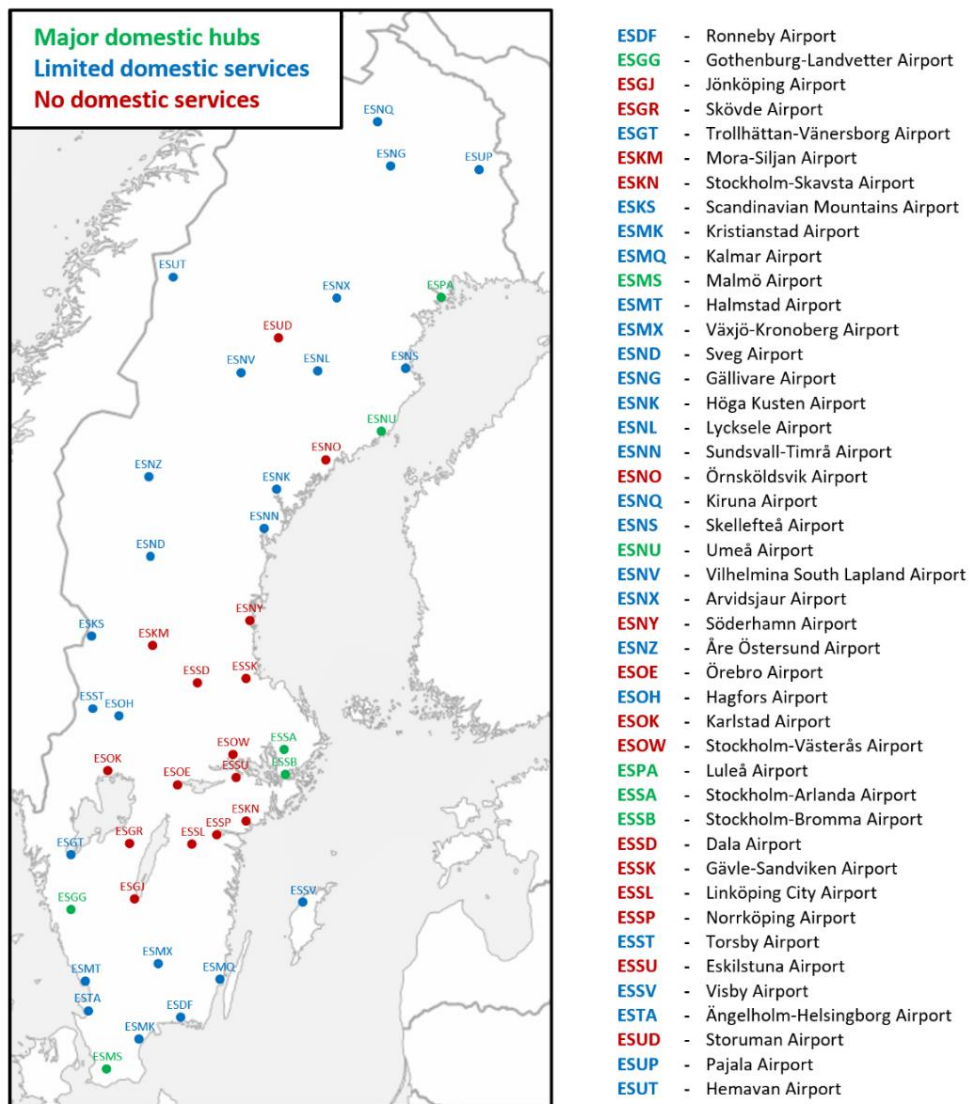 Major domestic hubs
Limited domestic services
No domestic services
ESNQ
ESNG
ESUP
ESUT
ESNX
ESPA
ESUD
ESNV
ESNL
ESNS
ESNU
ESNO
ESNZ
ESNK
ESNN
ESND
ESNY
ESKS
ESKM
ESSD
ESSK
ESST
ESOH
ESOW
ESSA
ESOK
ESOE
ESSU
ESSB
ESKN
ESSP
ESGT
ESGR
ESSL
ESGJ
ESGG
ESSV
ESMX
ESMT
ESMQ
ESTA
ESDF
ESMK
ESMS
ESDF - Ronneby Airport
ESGG - Gothenburg-Landvetter Airport
ESGJ - Jönköping Airport
ESGR - Skövde Airport
ESGT - Trollhättan-Vänersborg Airport
ESKM - Mora-Siljan Airport
ESKN - Stockholm-Skavsta Airport
ESKS - Scandinavian Mountains Airport
ESMK - Kristianstad Airport
ESMQ - Kalmar Airport
ESMS - Malmö Airport
ESMT - Halmstad Airport
ESMX - Växjö-Kronoberg Airport
ESND - Sveg Airport
ESNG - Gällivare Airport
ESNK - Höga Kusten Airport
ESNL - Lycksele Airport
ESNN - Sundsvall-Timrå Airport
ESNO - Örnsköldsvik Airport
ESNQ - Kiruna Airport
ESNS - Skellefteå Airport
ESNU - Umeå Airport
ESNV - Vilhelmina South Lapland Airport
ESNX - Arvidsjaur Airport
ESNY - Söderhamn Airport
ESNZ - Åre Östersund Airport
ESOE - Örebro Airport
ESOH - Hagfors Airport
ESOK - Karlstad Airport
ESOW - Stockholm-Västerås Airport
ESPA - Luleå Airport
ESSA - Stockholm-Arlanda Airport
ESSB - Stockholm-Bromma Airport
ESSD - Dala Airport
ESSK - Gävle-Sandviken Airport
ESSL - Linköping City Airport
ESSP - Norrköping Airport
ESST - Torsby Airport
ESSU - Eskilstuna Airport
ESSV - Visby Airport
ESTA - Ängelholm-Helsingborg Airport
ESUD - Storuman Airport
ESUP - Pajala Airport
ESUT - Hemavan Airport